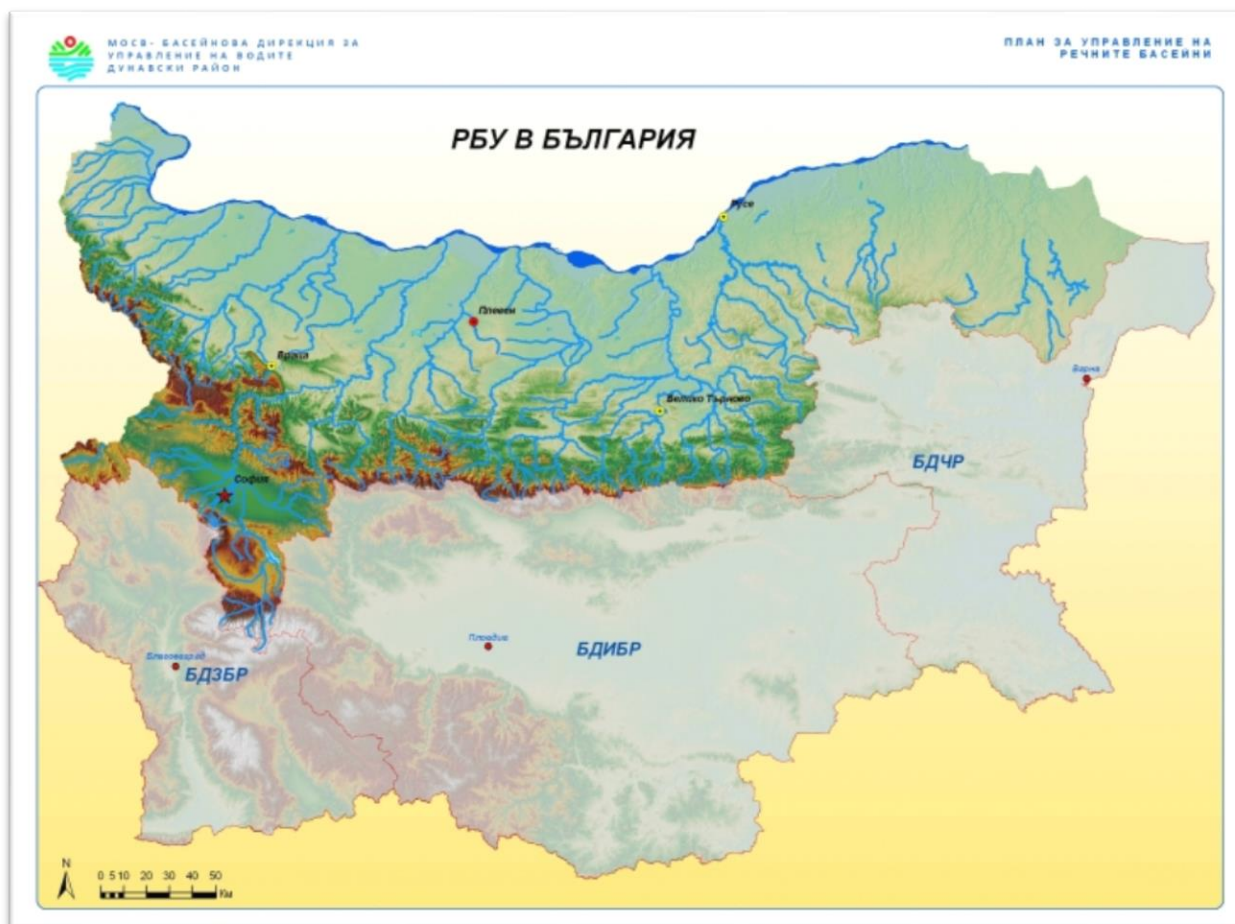 МОСВ- БАСЕЙНОВА ДИРЕКЦИЯ ЗА
УПРАВЛЕНИЕ НА ВОДИТЕ
ДУНАВСКИ РАЙОН
ПЛАН ЗА УПРАВЛЕНИЕ НА
РЕЧНИТЕ БАСЕЙНИ
РБУ В БЪЛГАРИЯ
Русе
Плевен
Враца
Варна
Велико Търново
БДЧР
София
Пловдив
БДИБР
Благоевград
БДЗБР
N
0 5 10 20 30 40 50
Км